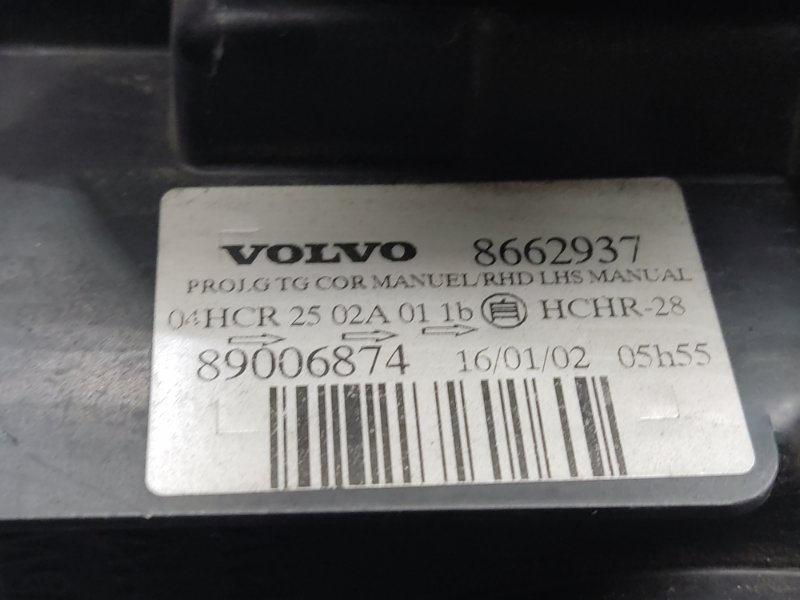 VOLVO 8662937
PROJ.G TG COR MANUEL/RHD LHS MANUAL
04HCR 25 02A 01 1b 自 HCHR-28
89006874 16/01/02 05h55